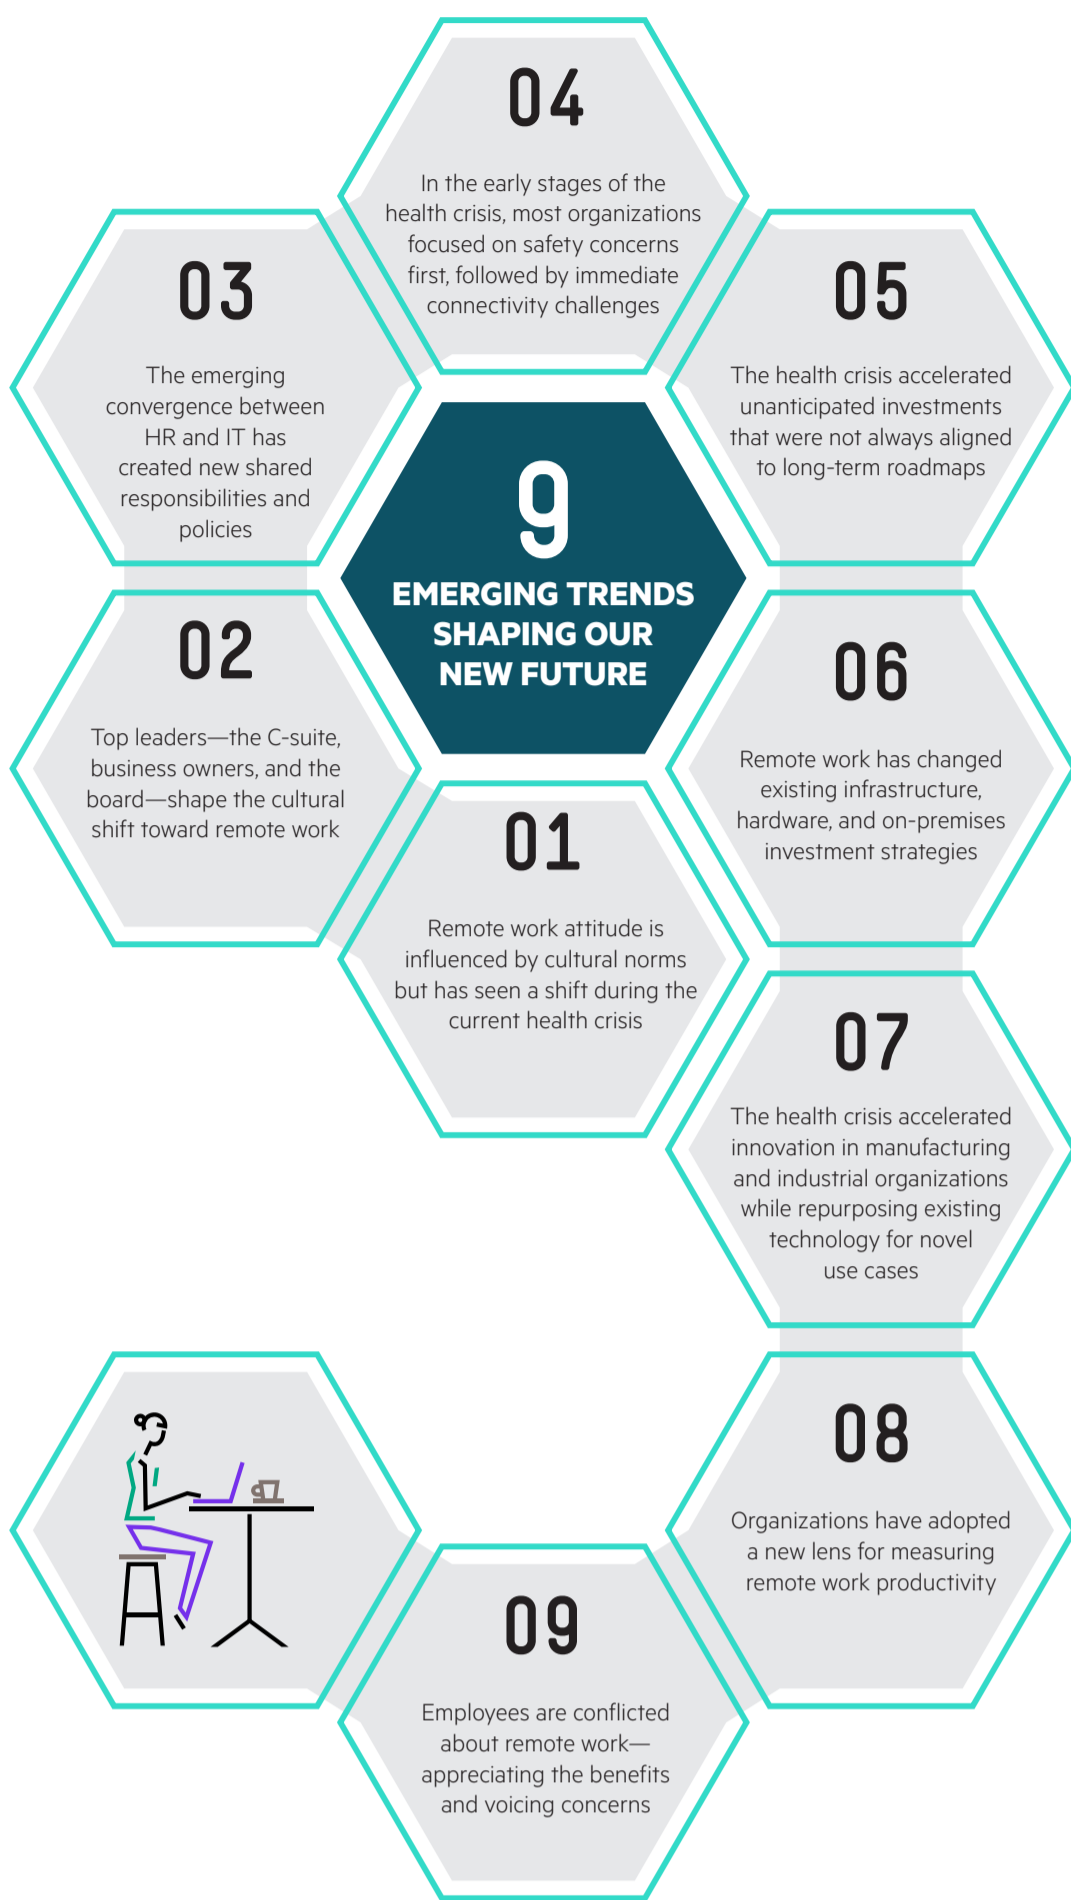 9
EMERGING TRENDS
SHAPING OUR
NEW FUTURE
01
Remote work attitude is
influenced by cultural norms
but has seen a shift during the
current health crisis
02
Top leaders—the C-suite,
business owners, and the
board—shape the cultural
shift toward remote work
03
The emerging
convergence between
HR and IT has
created new shared
responsibilities and
policies
04
In the early stages of the
health crisis, most organizations
focused on safety concerns
first, followed by immediate
connectivity challenges
05
The health crisis accelerated
unanticipated investments
that were not always aligned
to long-term roadmaps
06
Remote work has changed
existing infrastructure,
hardware, and on-premises
investment strategies
07
The health crisis accelerated
innovation in manufacturing
and industrial organizations
while repurposing existing
technology for novel
use cases
08
Organizations have adopted
a new lens for measuring
remote work productivity
09
Employees are conflicted
about remote work—
appreciating the benefits
and voicing concerns